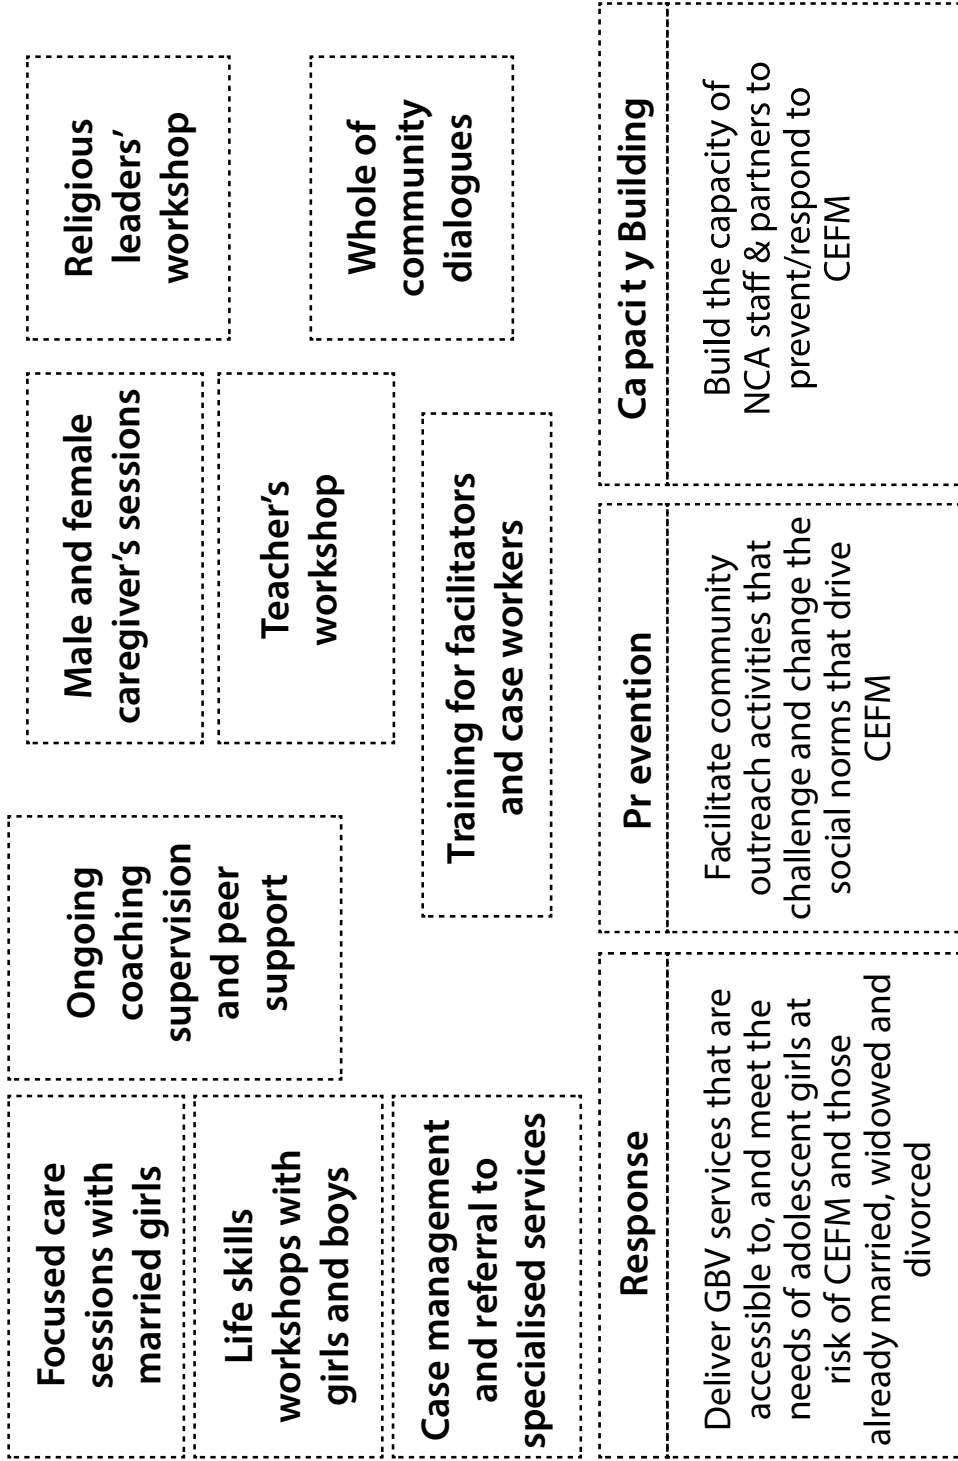 Focused care
sessions with
married girls
Life skills
workshops with
girls and boys
Case management
and referral to
specialised services
Ongoing
coaching
supervision
and peer
support
Male and female
caregiver's sessions
Teacher's
workshop
Training for facilitators
and case workers
Religious
leaders'
workshop
Whole of
community
dialogues
Response
Deliver GBV services that are
accessible to, and meet the
needs of adolescent girls at
risk of CEFM and those
already married, widowed and
divorced
Pr evention
Facilitate community
outreach activities that
challenge and change the
social norms that drive
CEFM
Capacit y Building
Build the capacity of
NCA staff & partners to
prevent/respond to
CEFM